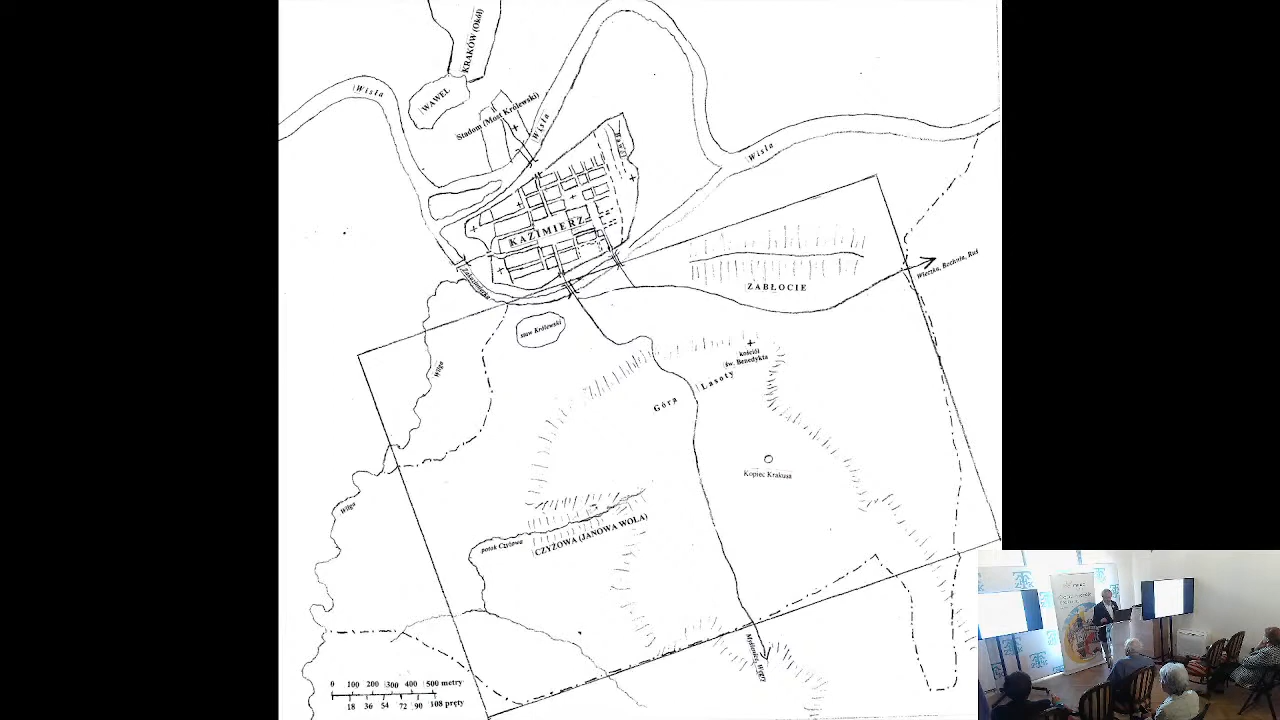 KRAKÓW (Okół)
Wisła
WAWEL
Stadom (Most Królewski)
Wisła
Wisła
KAZIMIERZ
Zakazimierka
Wieliczka, Bochnia, Ruś
ZABŁOCIE
staw Królewski
kościół
św. Benedykta
Wilga
Góra Lasoty
Kopiec Krakusa
Wilga
CZYŻOWA (JANOWA WOLA)
potok Czyżowa
0 100 200 300 400 500 metry
18 36 54 72 90 108 pręty